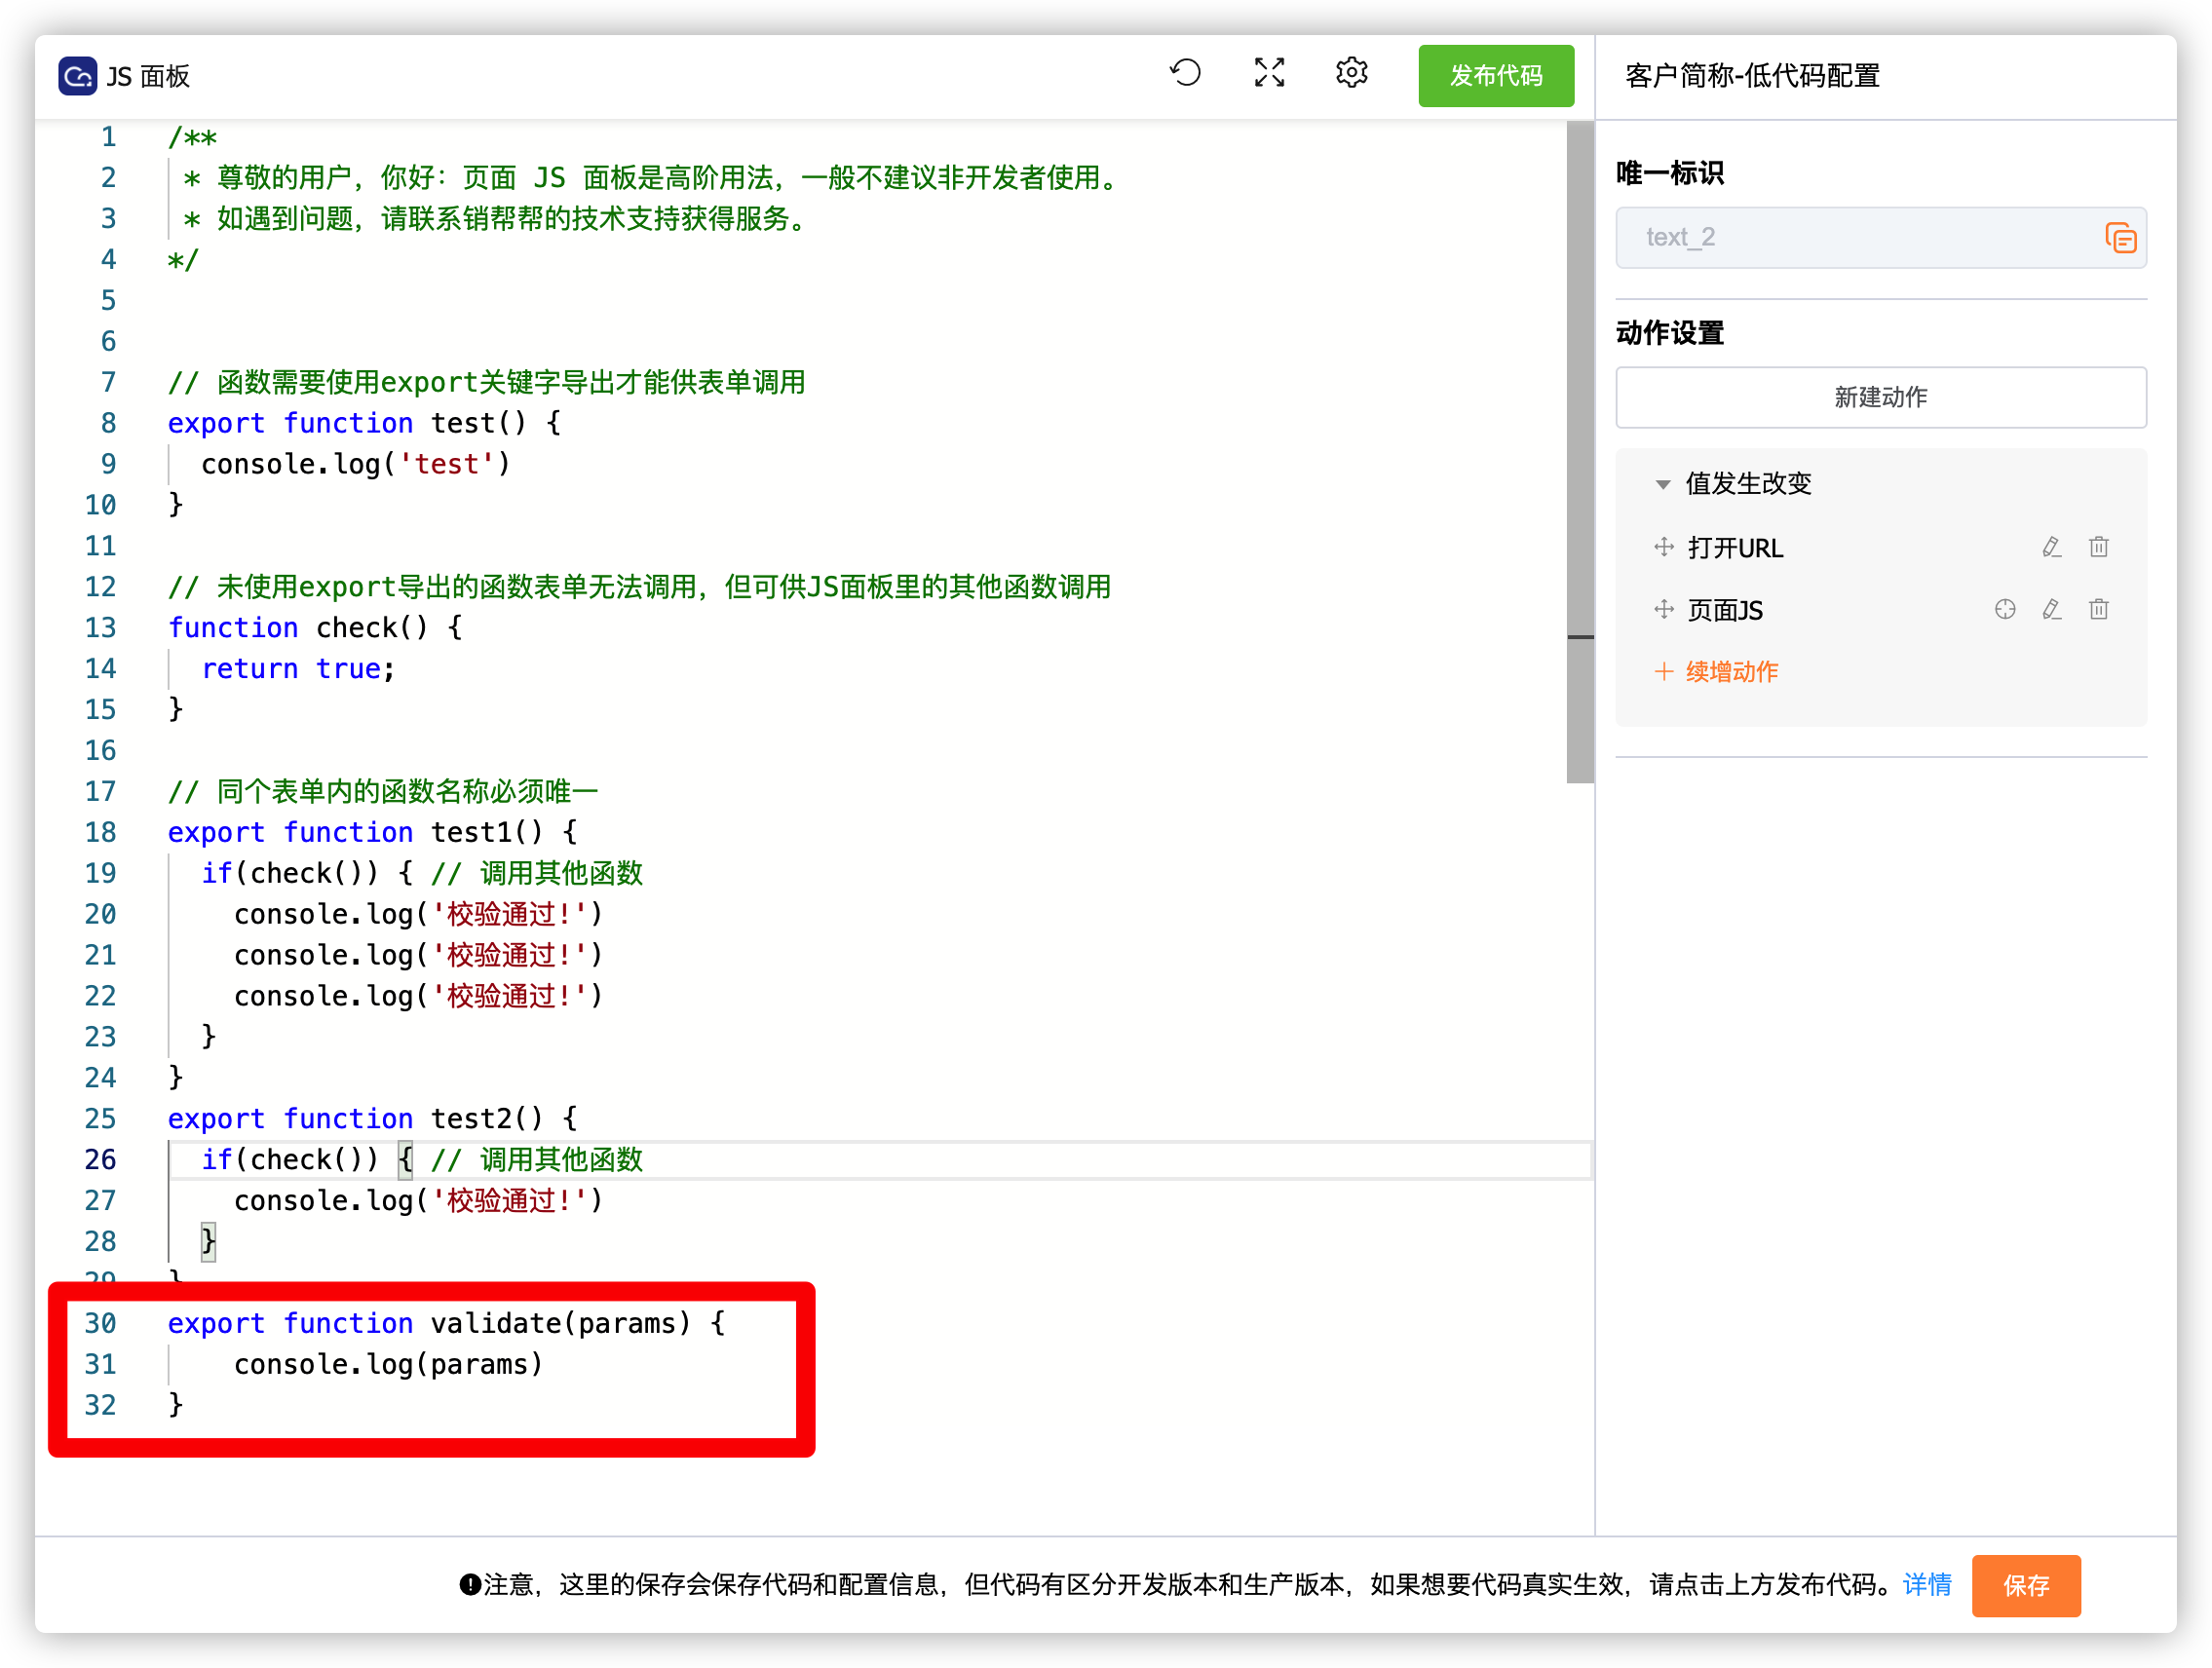 JS 面板
发布代码
客户简称-低代码配置
1 /**
2 * 尊敬的用户，你好：页面 JS 面板是高阶用法，一般不建议非开发者使用。
3 * 如遇到问题，请联系销帮帮的技术支持获得服务。
4 */
5
6
7 // 函数需要使用export关键字导出才能供表单调用
8 export function test() {
9 console.log('test')
10 }
11
12 // 未使用export导出的函数表单无法调用，但可供JS面板里的其他函数调用
13 function check() {
14 return true;
15 }
16
17 // 同个表单内的函数名称必须唯一
18 export function test1() {
19 if(check()) { // 调用其他函数
20 console.log('校验通过!')
21 console.log('校验通过!')
22 console.log('校验通过!')
23 }
24 }
25 export function test2() {
26 if(check()) { // 调用其他函数
27 console.log('校验通过!')
28 }
29 }
30 export function validate(params) {
31 console.log(params)
32 }
唯一标识
text_2
动作设置
新建动作
值发生改变
打开URL
页面JS
续增动作
注意，这里的保存会保存代码和配置信息，但代码有区分开发版本和生产版本，如果想要代码真实生效，请点击上方发布代码。详情
保存